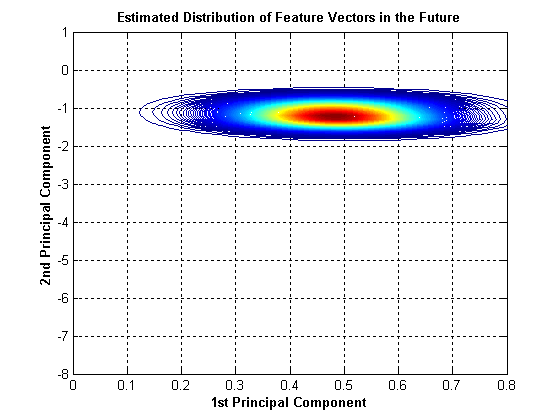 Estimated Distribution of Feature Vectors in the Future
1
0
-1
-2
-3
-4
-5
-6
-7
-8
2nd Principal Component
0 0.1 0.2 0.3 0.4 0.5 0.6 0.7 0.8
1st Principal Component